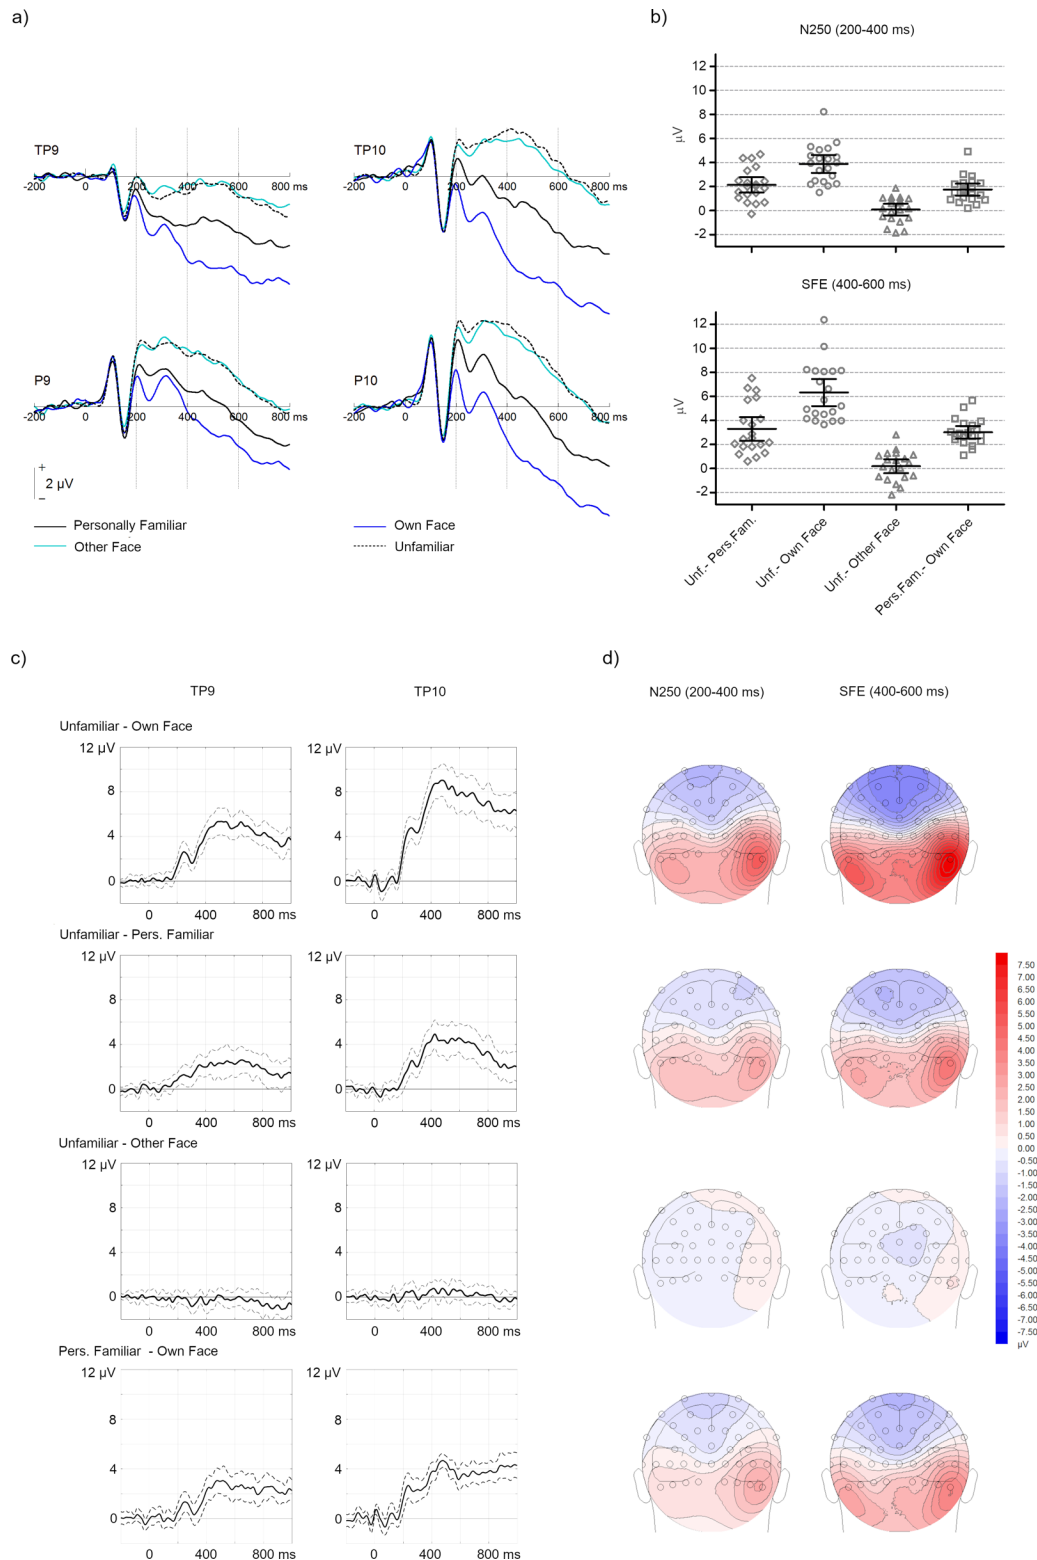 a)
b)
N250 (200-400 ms)
12
10
8
6
4
2
0
-2
µV
TP9
-200
0
200
400
600
800 ms
TP10
-200
0
200
400
600
800 ms
SFE (400-600 ms)
12
10
8
6
4
2
0
-2
µV
P9
-200
0
200
400
600
800 ms
P10
-200
0
200
400
600
800 ms
+
2 µV
−
Personally Familiar
Own Face
Other Face
Unfamiliar
Unf.- Pers.Fam.
Unf.- Own Face
Unf.- Other Face
Pers.Fam.- Own Face
c)
d)
TP9
TP10
N250 (200-400 ms)
SFE (400-600 ms)
Unfamiliar - Own Face
12 µV
8
4
0
0
400
800 ms
12 µV
8
4
0
0
400
800 ms
Unfamiliar - Pers. Familiar
12 µV
8
4
0
0
400
800 ms
12 µV
8
4
0
0
400
800 ms
Unfamiliar - Other Face
12 µV
8
4
0
0
400
800 ms
12 µV
8
4
0
0
400
800 ms
Pers. Familiar - Own Face
12 µV
8
4
0
0
400
800 ms
12 µV
8
4
0
0
400
800 ms
7.50
7.00
6.50
6.00
5.50
5.00
4.50
4.00
3.50
3.00
2.50
2.00
1.50
1.00
0.50
-0.50
-1.00
-1.50
-2.00
-2.50
-3.00
-3.50
-4.00
-4.50
-5.00
-5.50
-6.00
-6.50
-7.00
-7.50
µV